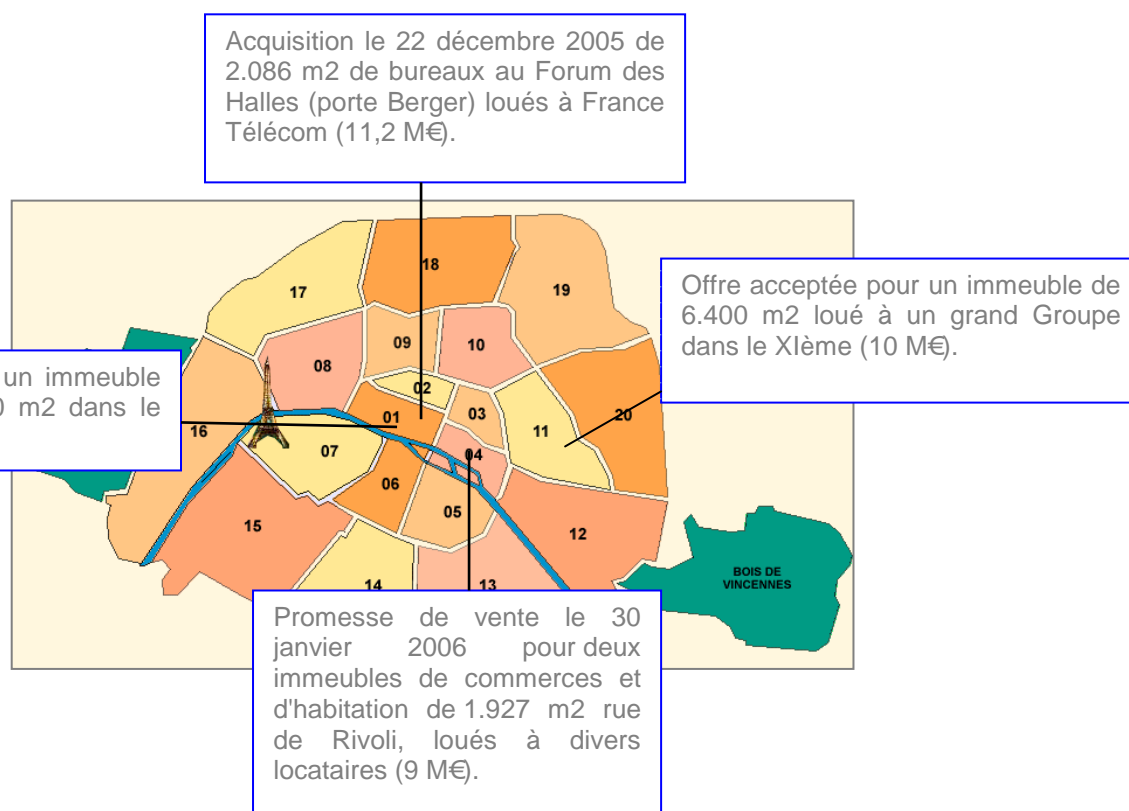 Acquisition le 22 décembre 2005 de
2.086 m2 de bureaux au Forum des
Halles (porte Berger) loués à France
Télécom (11,2 M€).
18
17
19
Offre acceptée pour un immeuble de
6.400 m2 loué à un grand Groupe
dans le XIème (10 M€).
09
10
08
02
un immeuble
0 m2 dans le
01
03
20
16
11
07
04
06
05
15
12
14
13
BOIS DE
VINCENNES
Promesse de vente le 30
janvier 2006 pour deux
immeubles de commerces et
d'habitation de 1.927 m2 rue
de Rivoli, loués à divers
locataires (9 M€).